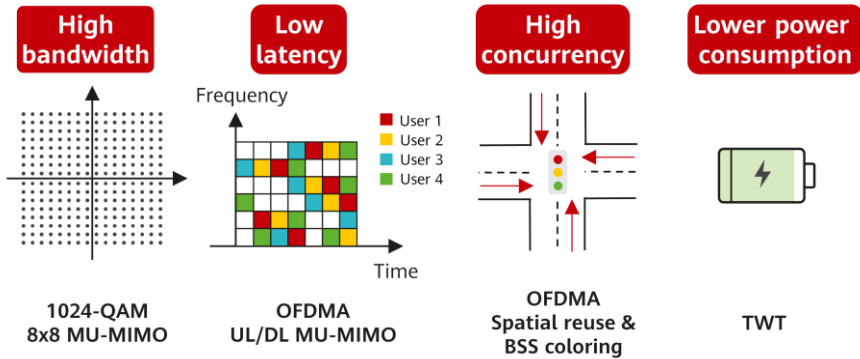 High
bandwidth
Low
latency
High
concurrency
Lower power
consumption
Frequency
User 1
User 2
User 3
User 4
Time
1024-QAM
8x8 MU-MIMO
OFDMA
UL/DL MU-MIMO
OFDMA
Spatial reuse &
BSS coloring
TWT